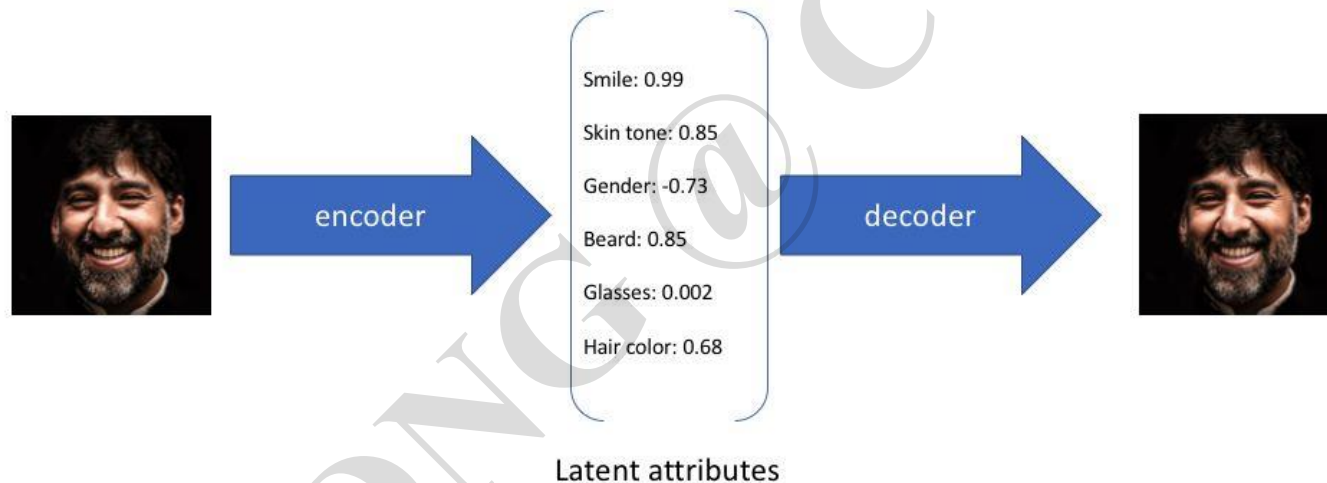 Smile: 0.99
Skin tone: 0.85
Gender: -0.73
Beard: 0.85
Glasses: 0.002
Hair color: 0.68
encoder
decoder
Latent attributes
ONG @ C